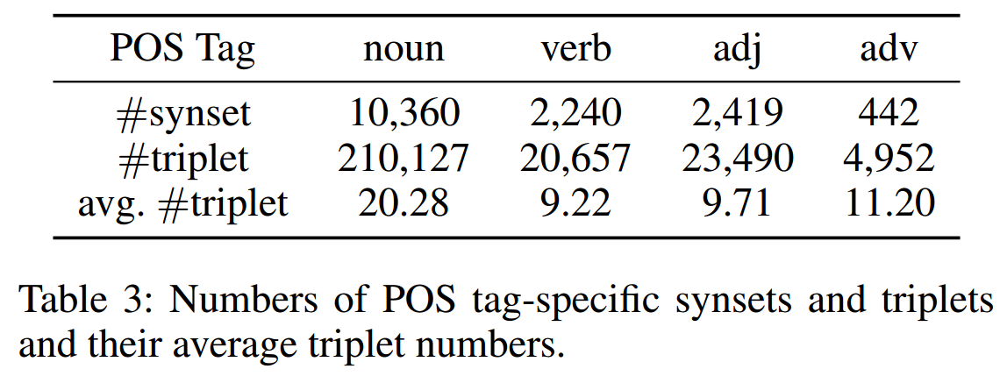 POS Tag noun verb adj adv
#synset 10,360 2,240 2,419 442
#triplet 210,127 20,657 23,490 4,952
avg. #triplet 20.28 9.22 9.71 11.20
Table 3: Numbers of POS tag-specific synsets and triplets
and their average triplet numbers.